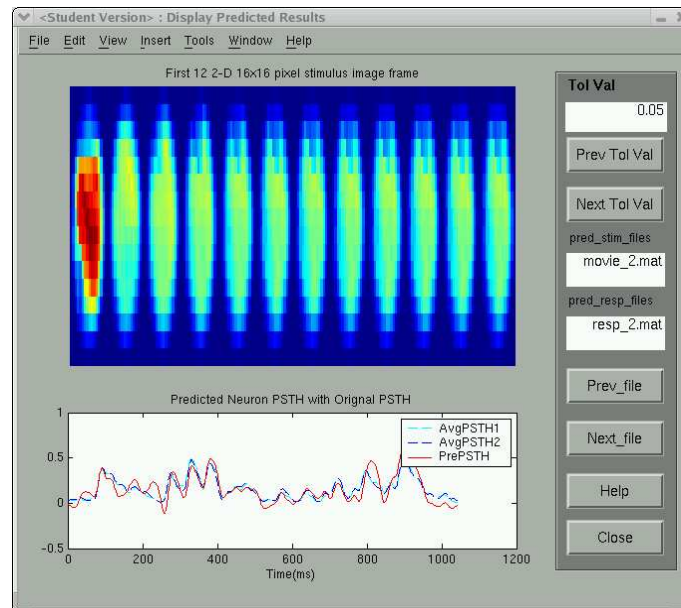 <Student Version> : Display Predicted Results
File Edit View Insert Tools Window Help
First 12 2-D 16x16 pixel stimulus image frame
Tol Val
0.05
Prev Tol Val
Next Tol Val
pred_stim_files
movie_2.mat
pred_resp_files
resp_2.mat
Prev_file
Next_file
Help
Close
Predicted Neuron PSTH with Orignal PSTH
1
0.5
0
-0.5
AvgPSTH1
AvgPSTH2
PrePSTH
0 200 400 600 800 1000 1200
Time(ms)